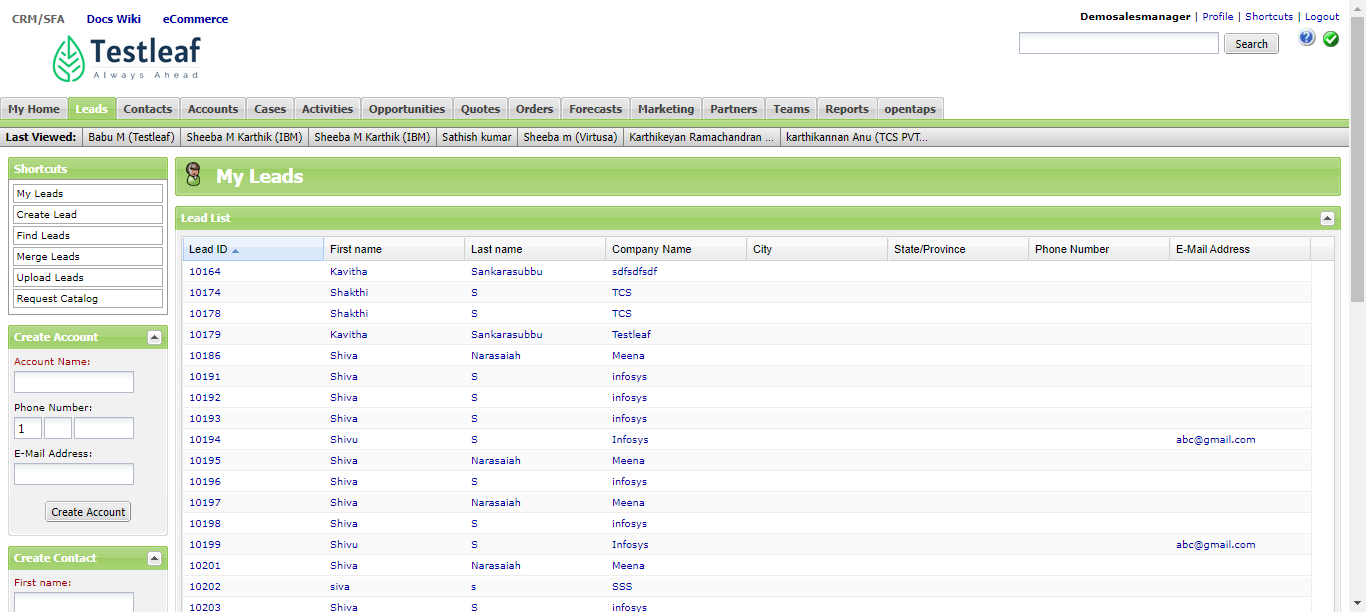 CRM/SFA Docs Wiki eCommerce
Demosalesmanager | Profile | Shortcuts | Logout
Testleaf
Always Ahead
Search
My Home Leads Contacts Accounts Cases Activities Opportunities Quotes Orders Forecasts Marketing Partners Teams Reports opentaps
Last Viewed: Babu M (Testleaf) Sheeba M Karthik (IBM) Sheeba M Karthik (IBM) Sathish kumar Sheeba m (Virtusa) Karthikeyan Ramachandran ... karthikannan Anu (TCS PVT...
Shortcuts
My Leads
Create Lead
Find Leads
Merge Leads
Upload Leads
Request Catalog
Create Account
Account Name:
Phone Number:
1
E-Mail Address:
Create Account
Create Contact
First name:
My Leads
Lead List
Lead ID First name Last name Company Name City State/Province Phone Number E-Mail Address
10164 Kavitha Sankarasubbu sdfsdfsdf
10174 Shakthi S TCS
10178 Shakthi S TCS
10179 Kavitha Sankarasubbu Testleaf
10186 Shiva Narasaiah Meena
10191 Shiva S infosys
10192 Shiva S infosys
10193 Shiva S infosys
10194 Shivu S Infosys abc@gmail.com
10195 Shiva Narasaiah Meena
10196 Shiva S infosys
10197 Shiva Narasaiah Meena
10198 Shiva S infosys
10199 Shivu S Infosys abc@gmail.com
10201 Shiva Narasaiah Meena
10202 siva s SSS
10203 Shiva S infosys